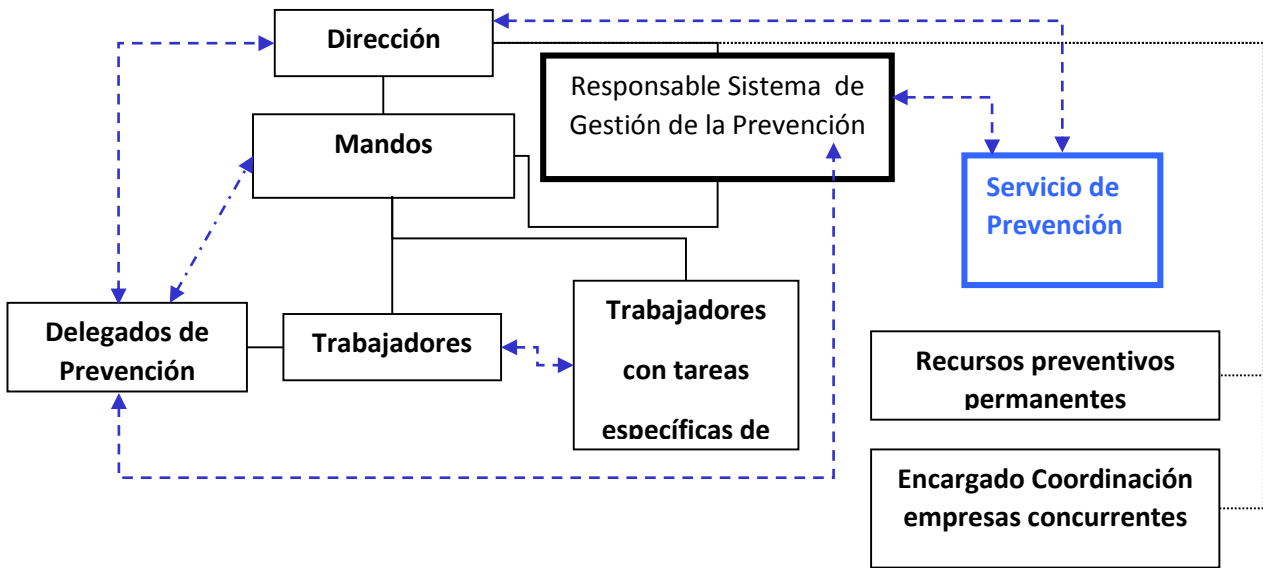 Dirección
Responsable Sistema de
Gestión de la Prevención
Mandos
Servicio de
Prevención
Delegados de
Prevención
Trabajadores
Trabajadores
con tareas
específicas de
Recursos preventivos
permanentes
Encargado Coordinación
empresas concurrentes